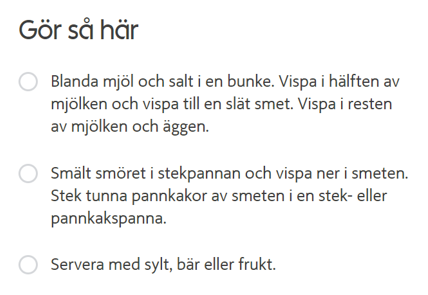 Gör så här
Blanda mjöl och salt i en bunke. Vispa i hälften av
mjölken och vispa till en slät smet. Vispa i resten
av mjölken och äggen.
Smält smöret i stekpannan och vispa ner i smeten.
Stek tunna pannkakor av smeten i en stek- eller
pannkakspanna.
Servera med sylt, bär eller frukt.